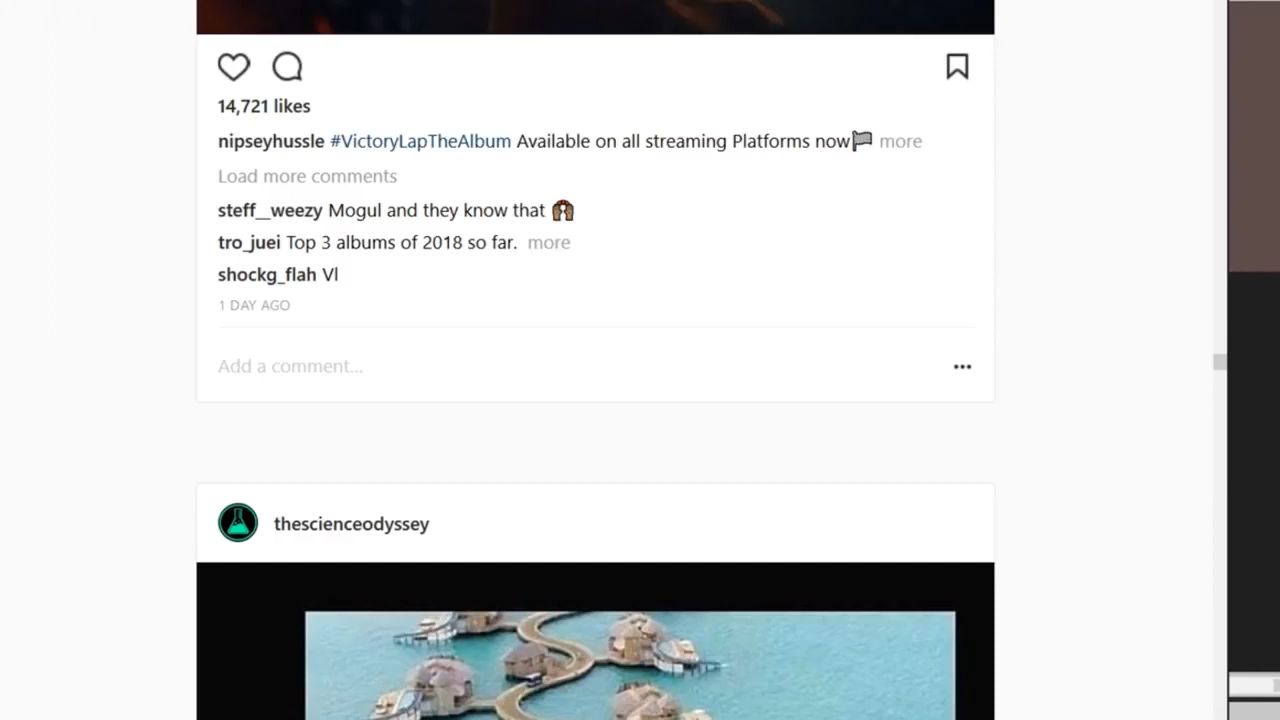 14,721 likes
nipseyhussle #VictoryLapTheAlbum Available on all streaming Platforms now🏴 more
Load more comments
steff__weezy Mogul and they know that 🙌🏾
tro_juei Top 3 albums of 2018 so far. more
shockg_flah Vl
1 DAY AGO
Add a comment...
thescienceodyssey